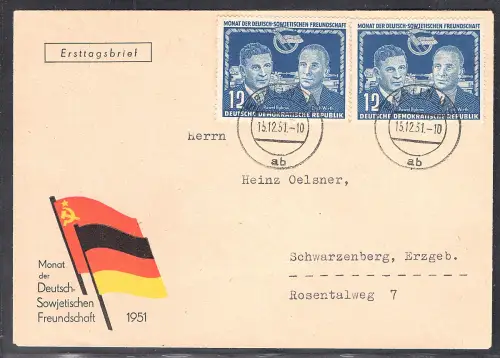 Ersttagsbrief
MONAT DER DEUTSCH-SOWJETISCHEN FREUNDSCHAFT
12
DEUTSCHE DEMOKRATISCHE REPUBLIK
MONAT DER DEUTSCH-SOWJETISCHEN FREUNDSCHAFT
12
DEUTSCHE DEMOKRATISCHE REPUBLIK
15.12.51.-10
ab
15.12.51.-10
ab
Herrn
Heinz Oelsner,
Schwarzenberg, Erzgeb.
Rosentalweg 7
Monat
der
Deutsch-
Sowjetischen
Freundschaft 1951